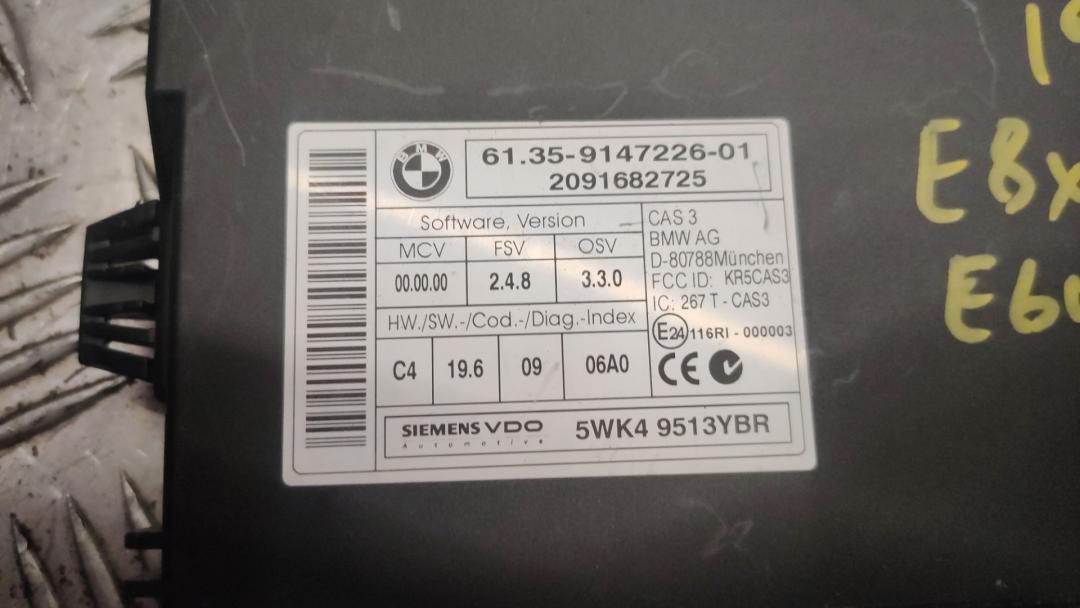 BMW
61.35-9147226-01
2091682725
Software, Version
MCV FSV OSV
00.00.00 2.4.8 3.3.0
CAS 3
BMW AG
D-80788München
FCC ID: KR5CAS3
IC: 267 T - CAS3
E24 116RI - 000003
HW./SW.-/Cod.-/Diag.-Index
C4 19.6 09 06A0
CE
SIEMENS VDO
Automotive
5WK4 9513YBR
E8x